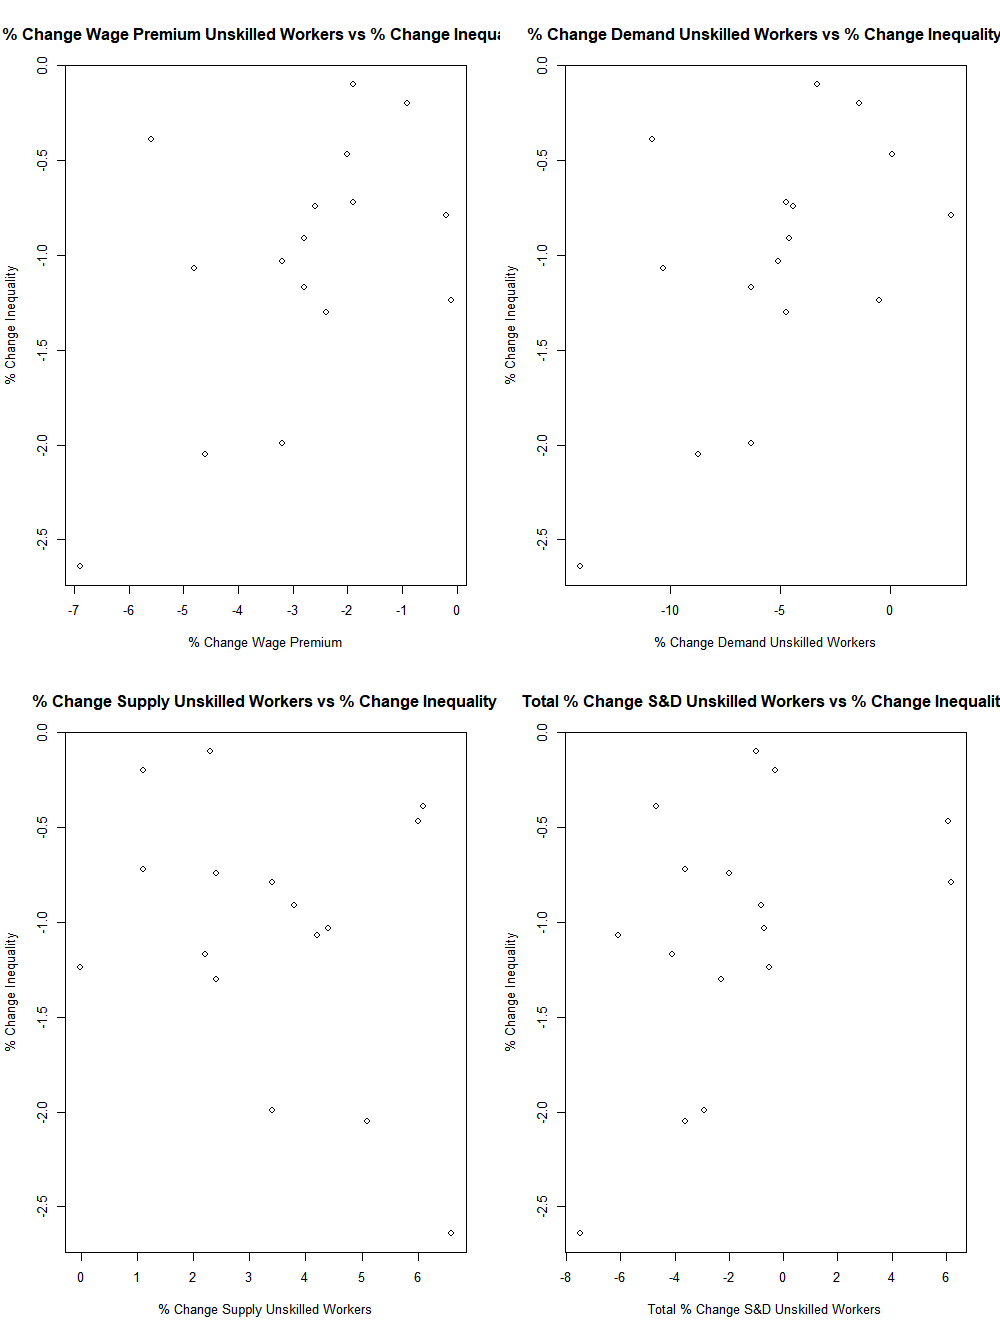 % Change Wage Premium Unskilled Workers vs % Change Inequa
0.0
-0.5
-1.0
-1.5
-2.0
-2.5
% Change Inequality
-7 -6 -5 -4 -3 -2 -1 0
% Change Wage Premium
% Change Demand Unskilled Workers vs % Change Inequality
0.0
-0.5
-1.0
-1.5
-2.0
-2.5
% Change Inequality
-10 -5 0
% Change Demand Unskilled Workers
% Change Supply Unskilled Workers vs % Change Inequality
0.0
-0.5
-1.0
-1.5
-2.0
-2.5
% Change Inequality
0 1 2 3 4 5 6
% Change Supply Unskilled Workers
Total % Change S&D Unskilled Workers vs % Change Inequalit
0.0
-0.5
-1.0
-1.5
-2.0
-2.5
% Change Inequality
-8 -6 -4 -2 0 2 4 6
Total % Change S&D Unskilled Workers